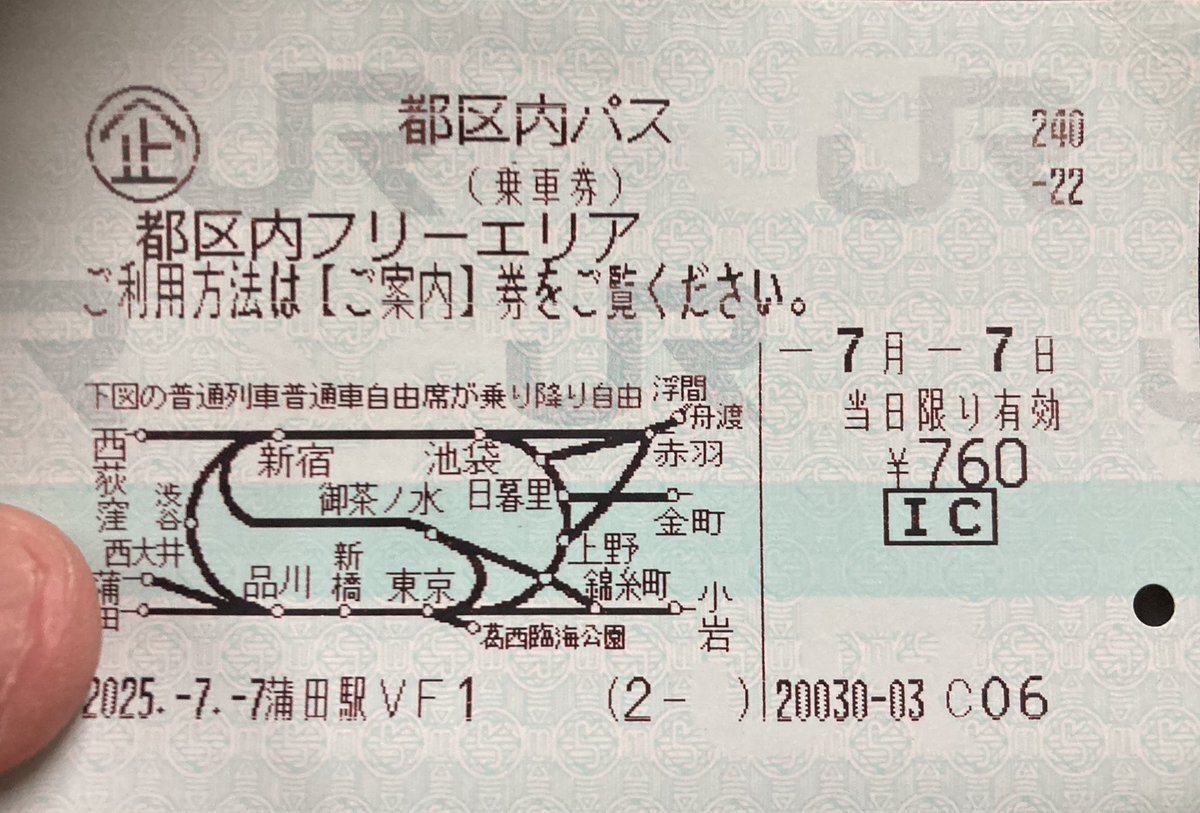 企
都区内パス
240
-22
(乗車券)
都区内フリーエリア
ご利用方法は【ご案内】券をご覧ください。
-7月-7日
当日限り有効
¥760
IC
下図の普通列車普通車自由席が乗り降り自由
浮間
舟渡
西荻窪
新宿
池袋
赤羽
渋谷
御茶ノ水
日暮里
金町
西大井
新橋
上野
蒲田
品川
東京
錦糸町
小岩
葛西臨海公園
2025.-7.-7蒲田駅VF1
(2- )
20030-03
C06
JR
JR
JR